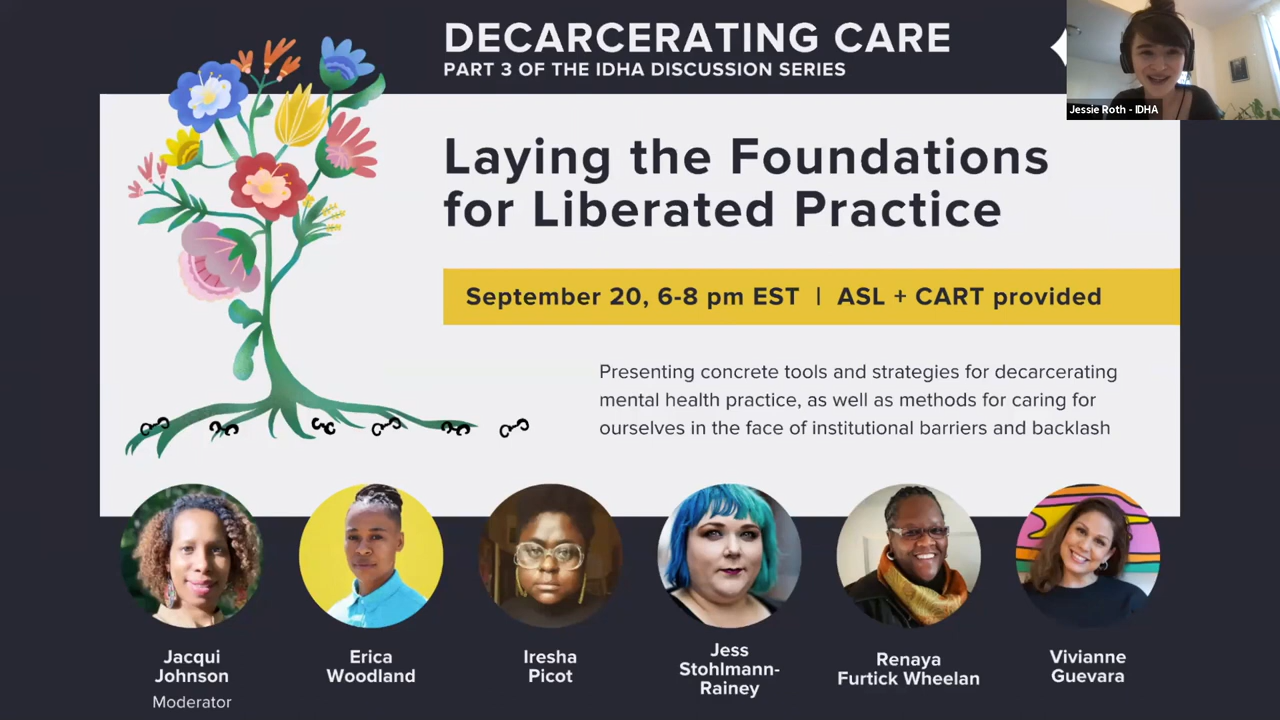 DECARCERATING CARE
PART 3 OF THE IDHA DISCUSSION SERIES
Jessie Roth - IDHA
Laying the Foundations
for Liberated Practice
September 20, 6-8 pm EST | ASL + CART provided
Presenting concrete tools and strategies for decarcerating
mental health practice, as well as methods for caring for
ourselves in the face of institutional barriers and backlash
Jacqui
Johnson
Moderator
Erica
Woodland
Iresha
Picot
Jess
Stohlmann-
Rainey
Renaya
Furtick Wheelan
Vivianne
Guevara